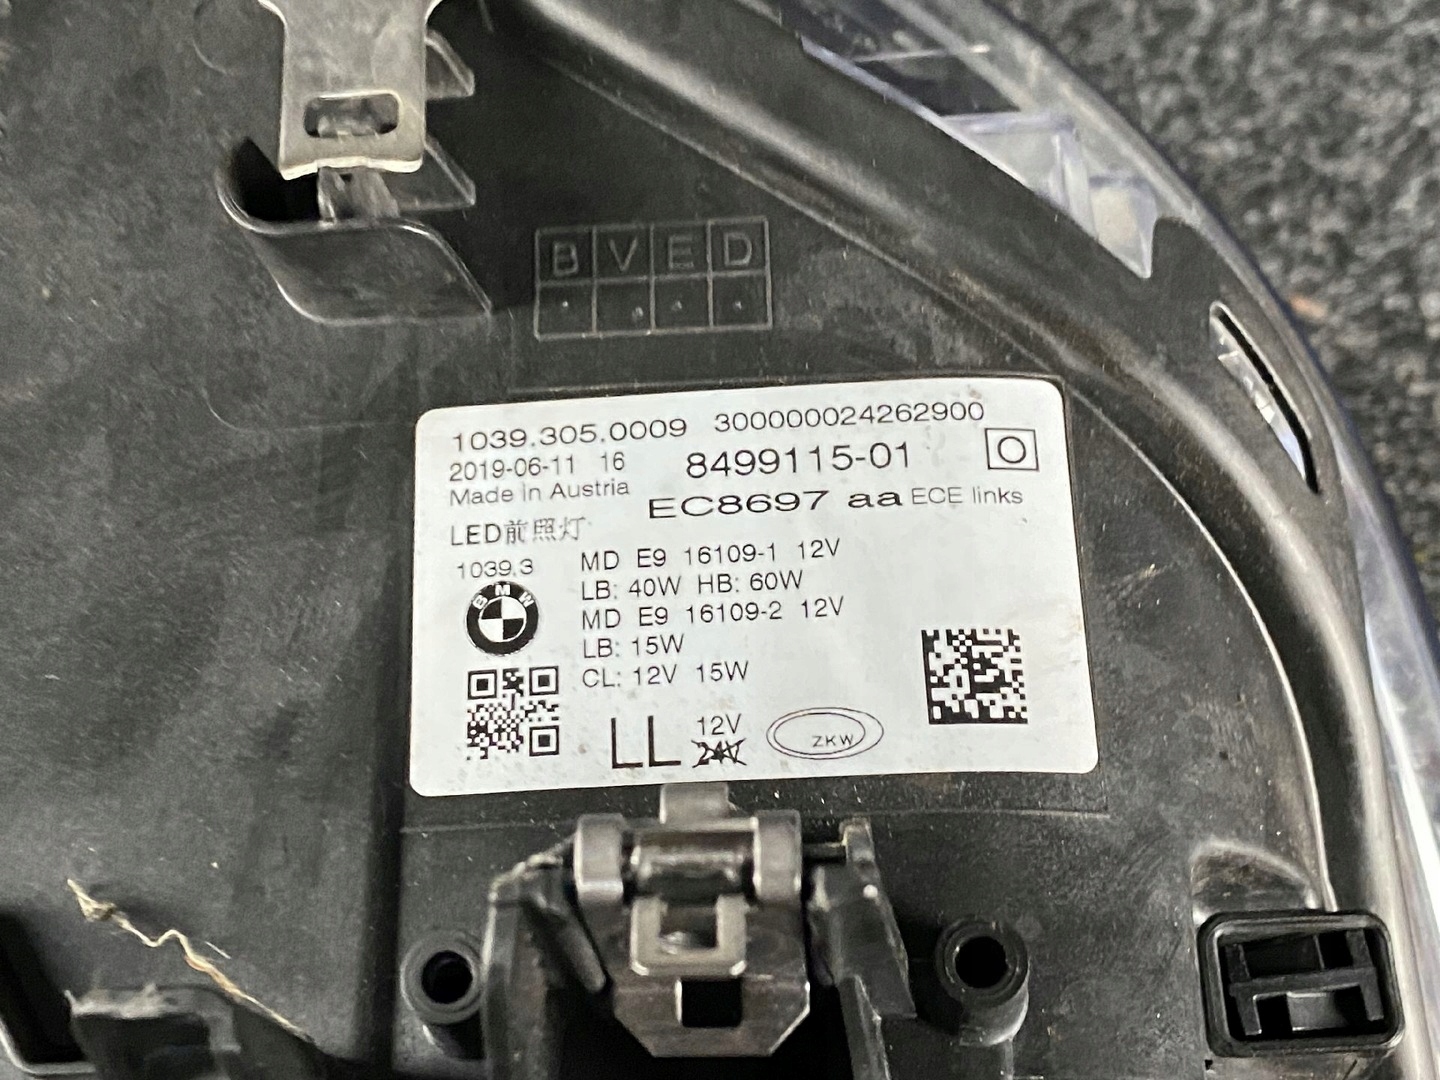 B V E D
1039.305.0009 300000024262900
2019-06-11 16 8499115-01
Made in Austria EC8697 aa ECE links
LED前照灯
1039.3 MD E9 16109-1 12V
LB: 40W HB: 60W
BMW MD E9 16109-2 12V
LB: 15W
CL: 12V 15W
LL 12V
24V ZKW